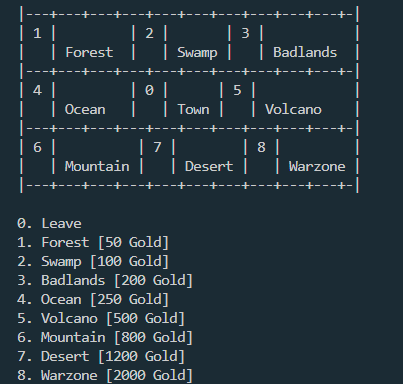 |---+---+---+---+---+---+---+---+---+---+-|
| 1 |         | 2 |        | 3 |           |
|   | Forest  |   | Swamp |   | Badlands  |
|---+---+---+---+---+---+---+---+---+---+-|
| 4 |         | 0 |      | 5 |            |
|   | Ocean   |   | Town |   | Volcano    |
|---+---+---+---+---+---+---+---+---+---+-|
| 6 |          | 7 |        | 8 |         |
|   | Mountain |   | Desert |   | Warzone |
|---+---+---+---+---+---+---+---+---+---+-|
0. Leave
1. Forest [50 Gold]
2. Swamp [100 Gold]
3. Badlands [200 Gold]
4. Ocean [250 Gold]
5. Volcano [500 Gold]
6. Mountain [800 Gold]
7. Desert [1200 Gold]
8. Warzone [2000 Gold]